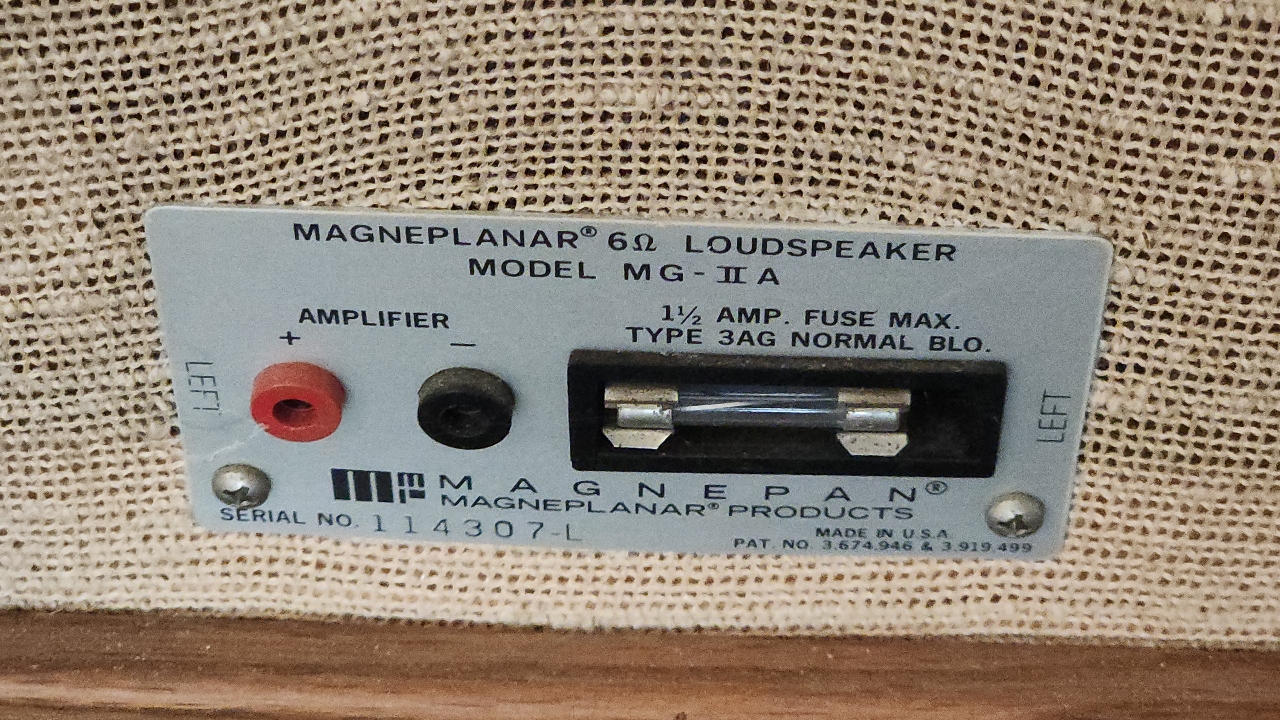 MAGNEPLANAR® 6Ω LOUDSPEAKER
MODEL MG-II A
AMPLIFIER
+ −
1½ AMP. FUSE MAX.
TYPE 3AG NORMAL BLO.
LEFT
LEFT
MAGNEPAN®
MAGNEPLANAR® PRODUCTS
SERIAL NO. 114307-L
MADE IN U.S.A.
PAT. NO. 3,674,946 & 3,919,499